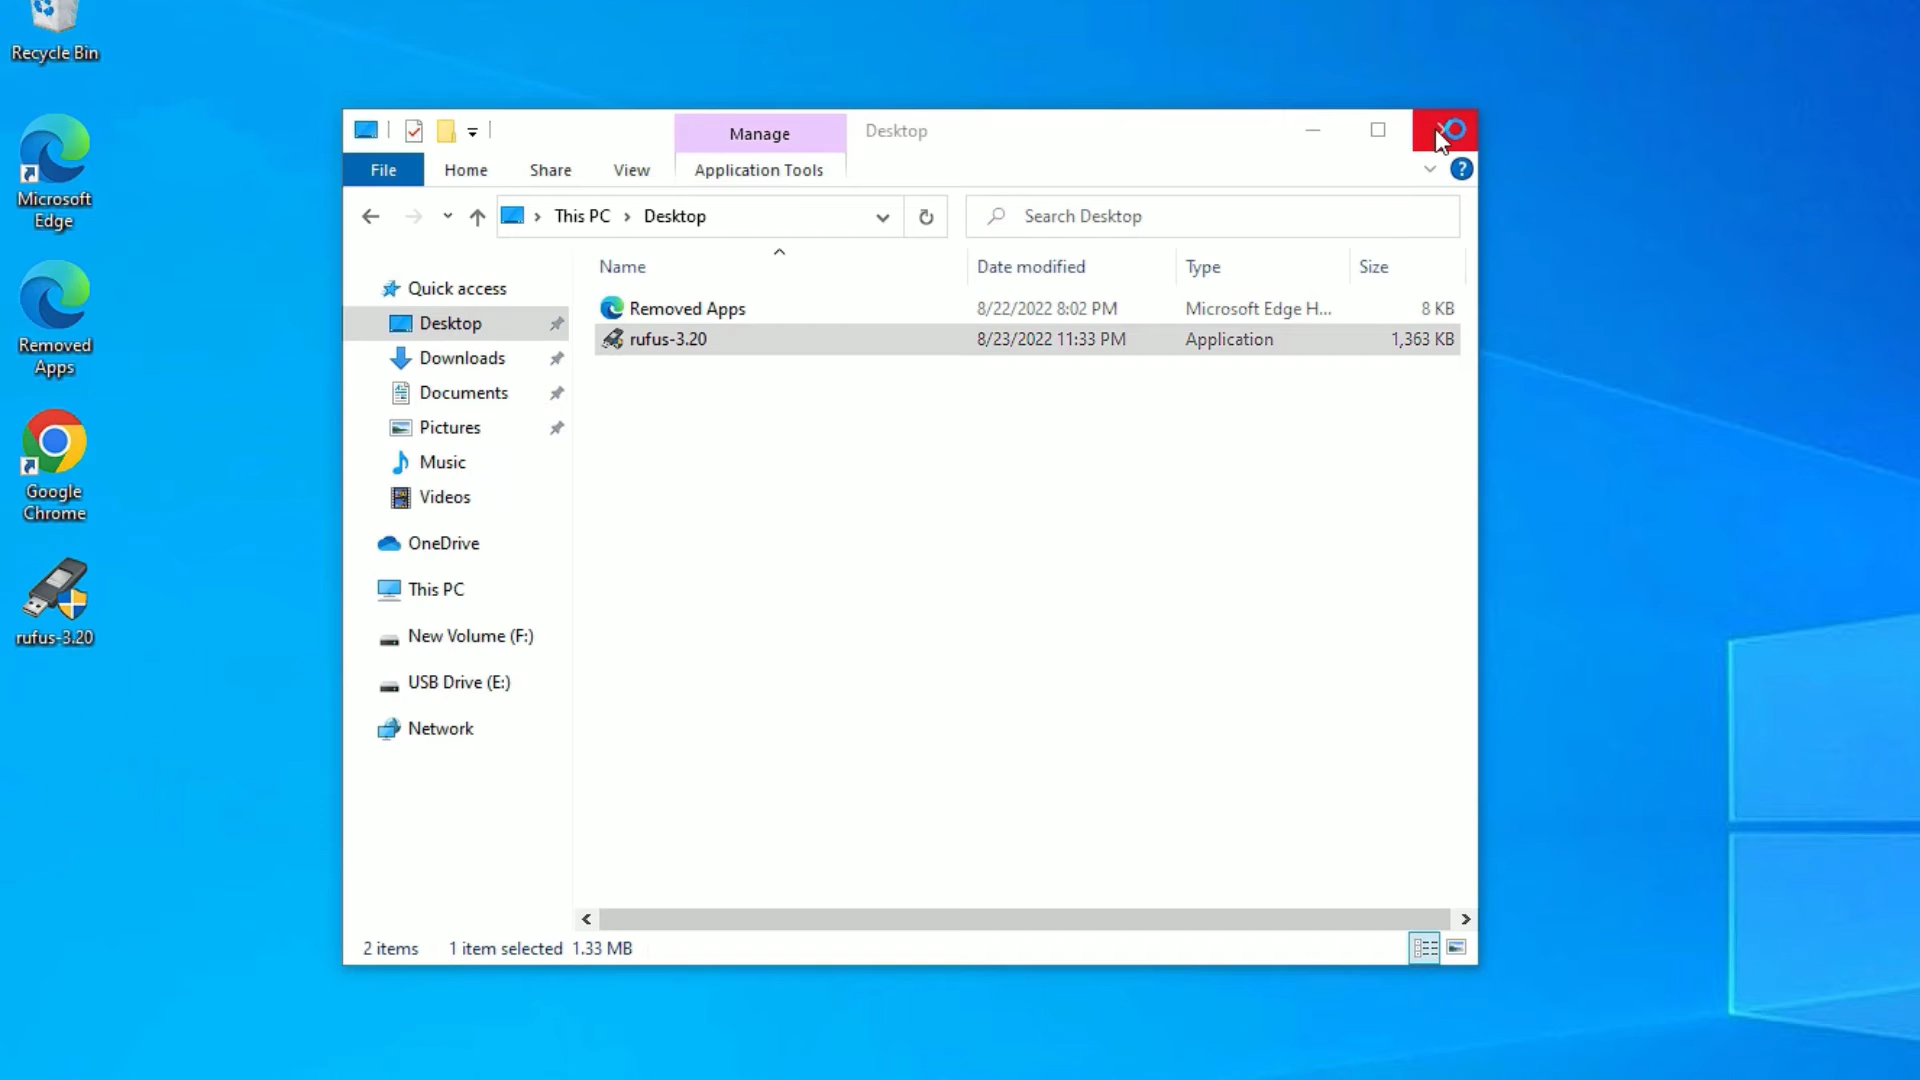 Recycle Bin
Microsoft
Edge
Removed
Apps
Google
Chrome
rufus-3.20
Manage
Desktop
File
Home
Share
View
Application Tools
This PC
Desktop
Search Desktop
Name
Date modified
Type
Size
Removed Apps
8/22/2022 8:02 PM
Microsoft Edge H...
8 KB
rufus-3.20
8/23/2022 11:33 PM
Application
1,363 KB
Quick access
Desktop
Downloads
Documents
Pictures
Music
Videos
OneDrive
This PC
New Volume (F:)
USB Drive (E:)
Network
2 items
1 item selected
1.33 MB